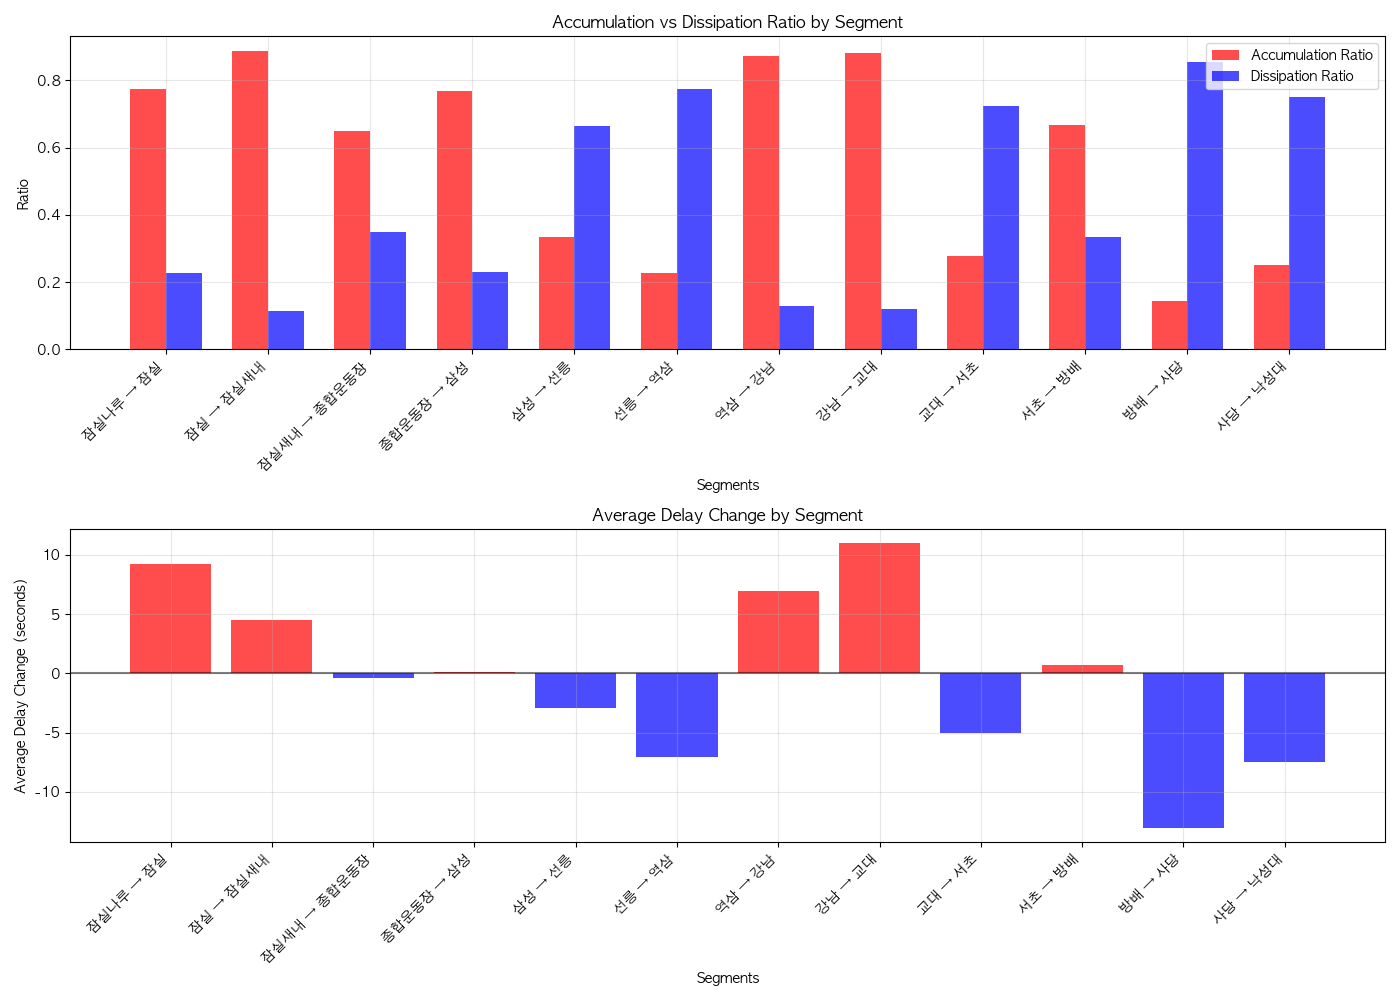 Accumulation vs Dissipation Ratio by Segment
Accumulation Ratio
Dissipation Ratio
Ratio
0.8
0.6
0.4
0.2
0.0
잠실나루 → 잠실
잠실 → 잠실새내
잠실새내 → 종합운동장
종합운동장 → 삼성
삼성 → 선릉
선릉 → 역삼
역삼 → 강남
강남 → 교대
교대 → 서초
서초 → 방배
방배 → 사당
사당 → 낙성대
Segments
Average Delay Change by Segment
Average Delay Change (seconds)
10
5
0
-5
-10
잠실나루 → 잠실
잠실 → 잠실새내
잠실새내 → 종합운동장
종합운동장 → 삼성
삼성 → 선릉
선릉 → 역삼
역삼 → 강남
강남 → 교대
교대 → 서초
서초 → 방배
방배 → 사당
사당 → 낙성대
Segments